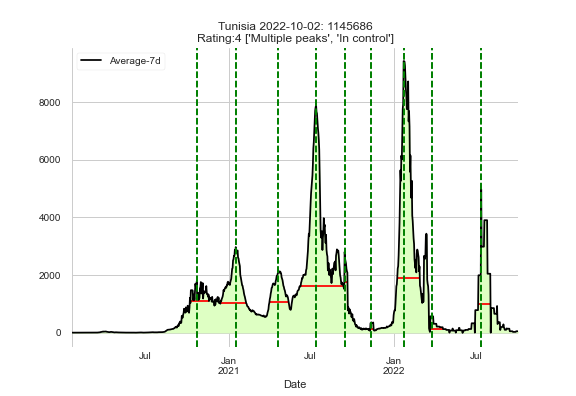 Tunisia 2022-10-02: 1145686
Rating:4 ['Multiple peaks', 'In control']
Average-7d
8000
6000
4000
2000
0
Jul
Jan
2021
Jul
Jan
2022
Jul
Date